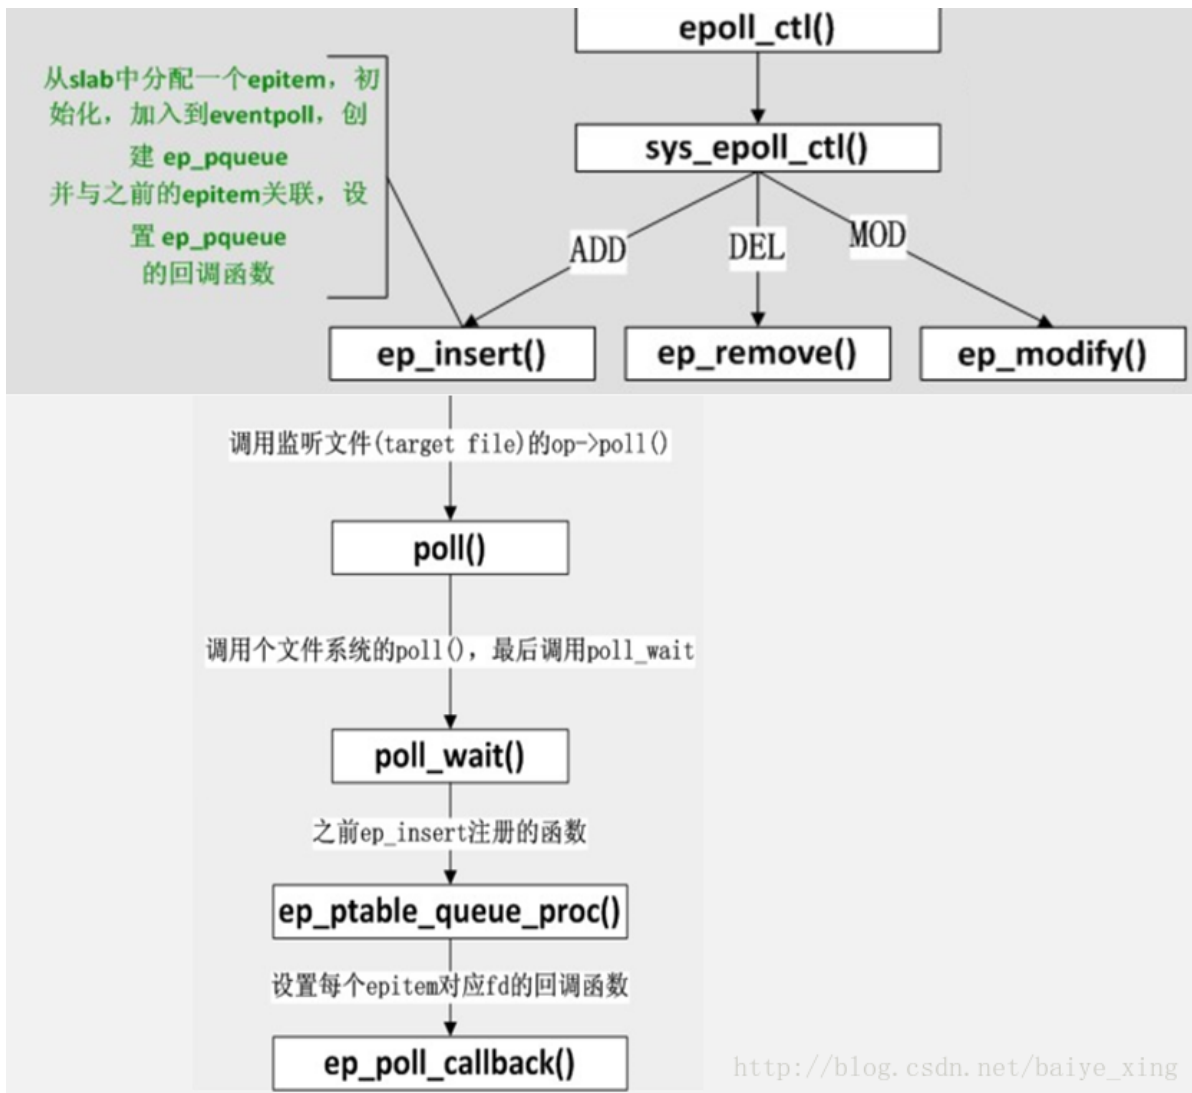 epoll_ctl()
从slab中分配一个epitem，初
始化，加入到eventpoll，创
建 ep_pqueue
并与之前的epitem关联，设
置 ep_pqueue
的回调函数
sys_epoll_ctl()
ADD
DEL
MOD
ep_insert()
ep_remove()
ep_modify()
调用监听文件(target file)的op->poll()
poll()
调用个文件系统的poll()，最后调用poll_wait
poll_wait()
之前ep_insert注册的函数
ep_ptable_queue_proc()
设置每个epitem对应fd的回调函数
ep_poll_callback()
http://blog.csdn.net/baiye_xing